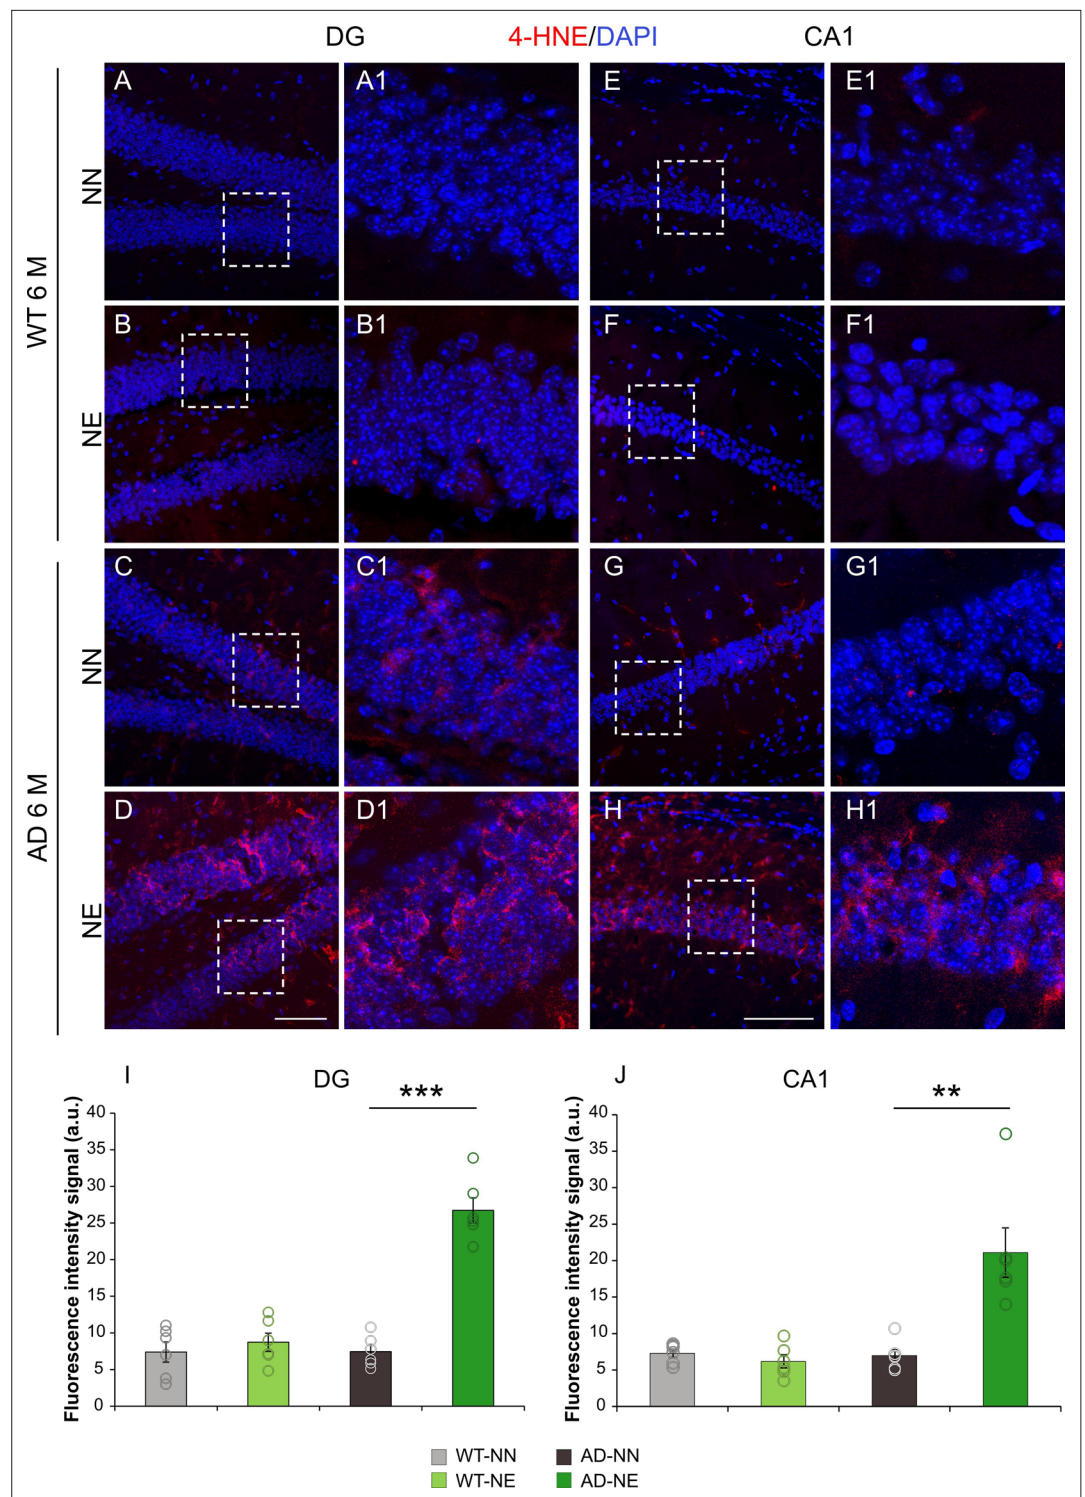 DG 4-HNE/DAPI CA1
A A1 E E1
NN
B B1 F F1
NE
WT 6 M
C C1 G G1
NN
D D1 H H1
NE
AD 6 M
I DG
***
Fluorescence intensity signal (a.u.)
40
35
30
25
20
15
10
5
0
J CA1
**
Fluorescence intensity signal (a.u.)
40
35
30
25
20
15
10
5
0
WT-NN AD-NN
WT-NE AD-NE